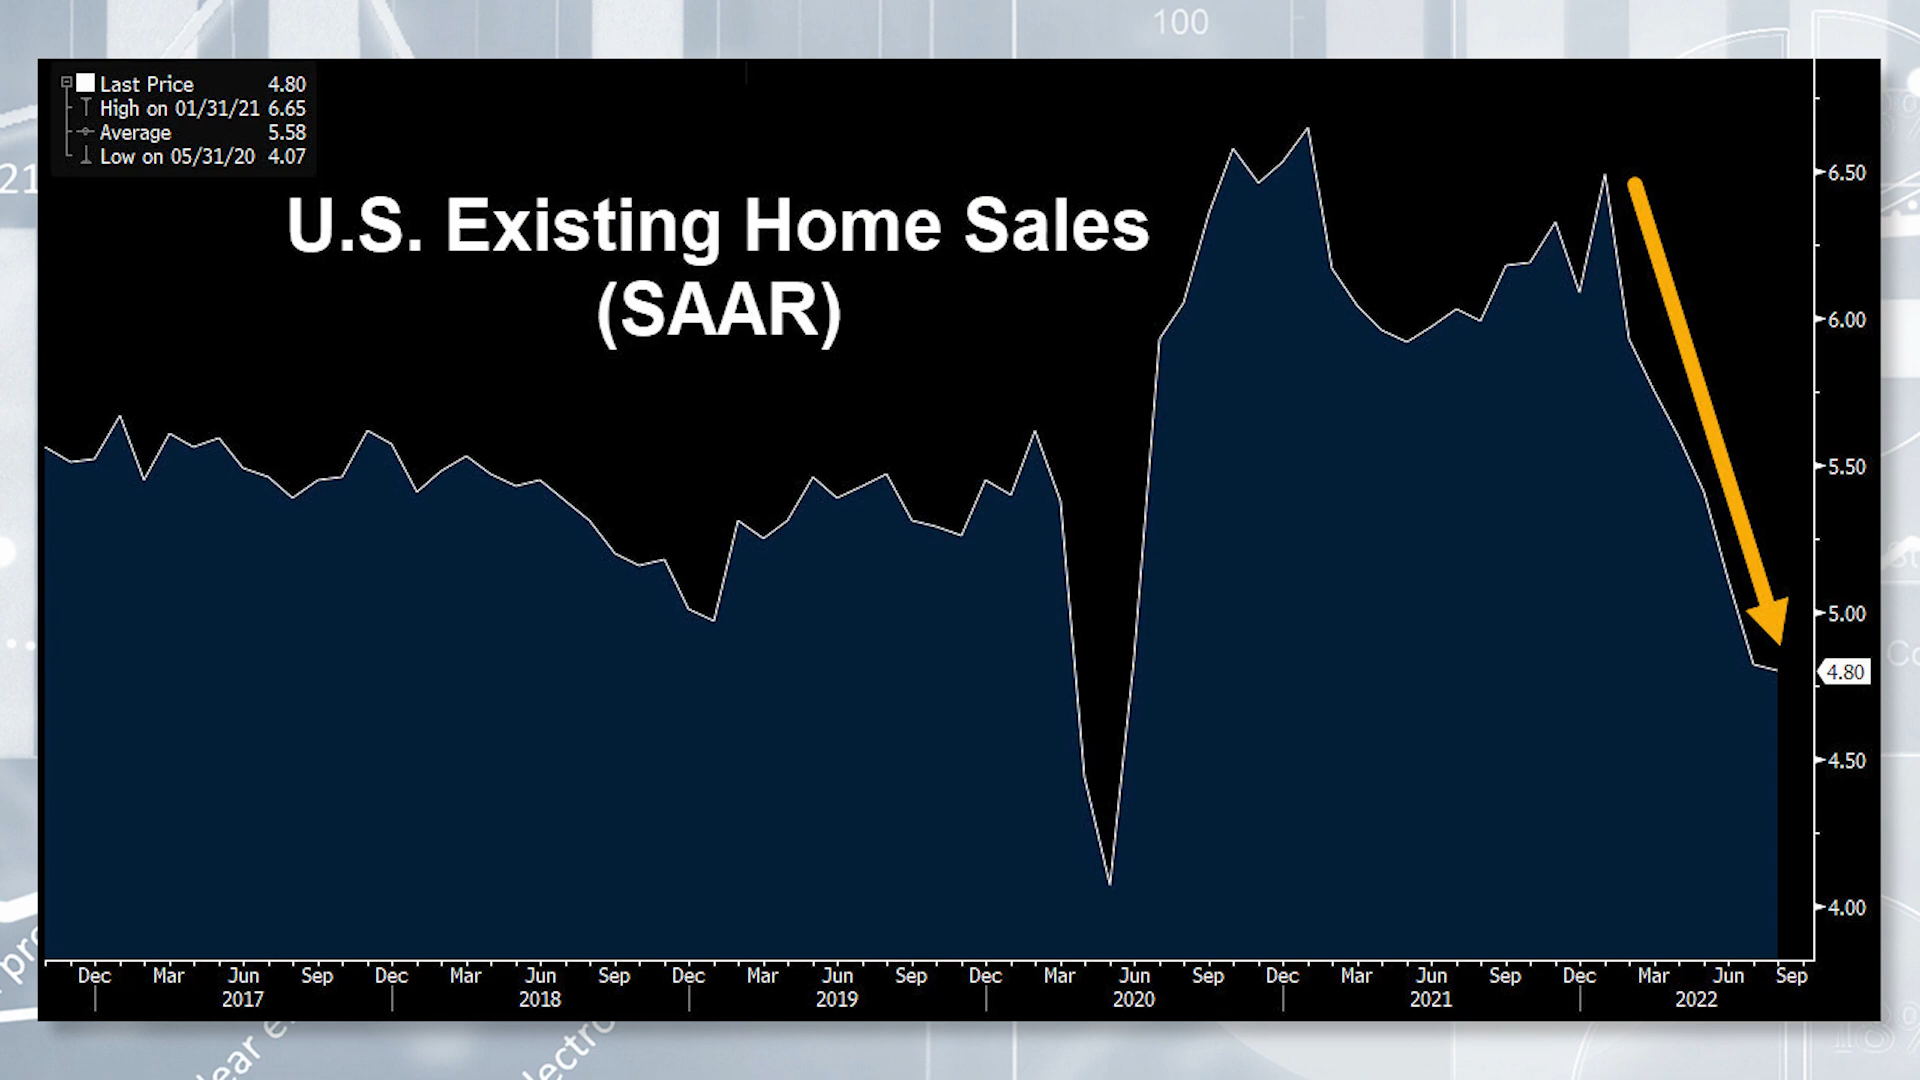 100
21
Last Price 4.80
High on 01/31/21 6.65
Average 5.58
Low on 05/31/20 4.07
U.S. Existing Home Sales
(SAAR)
6.50
6.00
5.50
5.00
4.80
4.50
4.00
Dec Mar Jun Sep Dec Mar Jun Sep Dec Mar Jun Sep Dec Mar Jun Sep Dec Mar Jun Sep Dec Mar Jun Sep
2017 2018 2019 2020 2021 2022